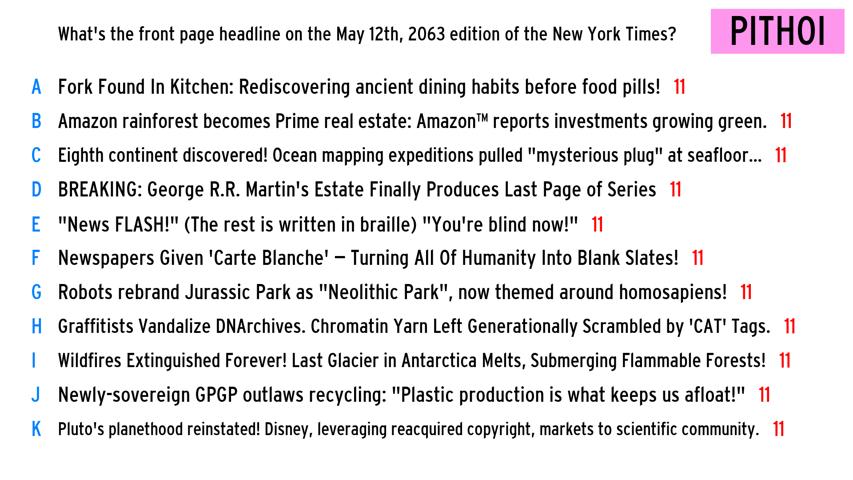 What's the front page headline on the May 12th, 2063 edition of the New York Times?
PITHOI
A Fork Found In Kitchen: Rediscovering ancient dining habits before food pills! 11
B Amazon rainforest becomes Prime real estate: Amazon™ reports investments growing green. 11
C Eighth continent discovered! Ocean mapping expeditions pulled "mysterious plug" at seafloor... 11
D BREAKING: George R.R. Martin's Estate Finally Produces Last Page of Series 11
E "News FLASH!" (The rest is written in braille) "You're blind now!" 11
F Newspapers Given 'Carte Blanche' – Turning All Of Humanity Into Blank Slates! 11
G Robots rebrand Jurassic Park as "Neolithic Park", now themed around homosapiens! 11
H Graffitists Vandalize DNArchives. Chromatin Yarn Left Generationally Scrambled by 'CAT' Tags. 11
I Wildfires Extinguished Forever! Last Glacier in Antarctica Melts, Submerging Flammable Forests! 11
J Newly-sovereign GPGP outlaws recycling: "Plastic production is what keeps us afloat!" 11
K Pluto's planethood reinstated! Disney, leveraging reacquired copyright, markets to scientific community. 11